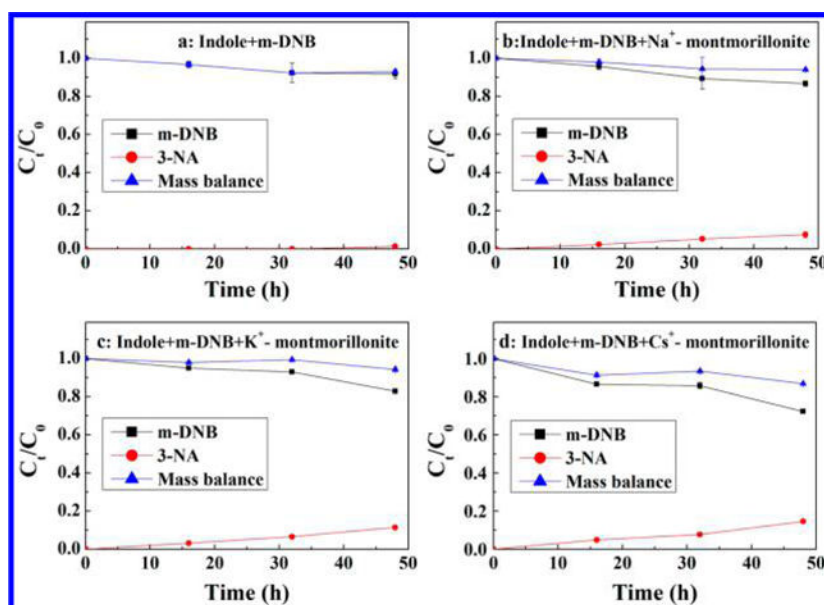 a: Indole+m-DNB
C_t/C_0
1.0
0.8
0.6
0.4
0.2
0.0
m-DNB
3-NA
Mass balance
0 10 20 30 40 50
Time (h)
b:Indole+m-DNB+Na⁺- montmorillonite
C_t/C_0
1.0
0.8
0.6
0.4
0.2
0.0
m-DNB
3-NA
Mass balance
0 10 20 30 40 50
Time (h)
c: Indole+m-DNB+K⁺- montmorillonite
C_t/C_0
1.0
0.8
0.6
0.4
0.2
0.0
m-DNB
3-NA
Mass balance
0 10 20 30 40 50
Time (h)
d: Indole+m-DNB+Cs⁺- montmorillonite
C_t/C_0
1.0
0.8
0.6
0.4
0.2
0.0
m-DNB
3-NA
Mass balance
0 10 20 30 40 50
Time (h)